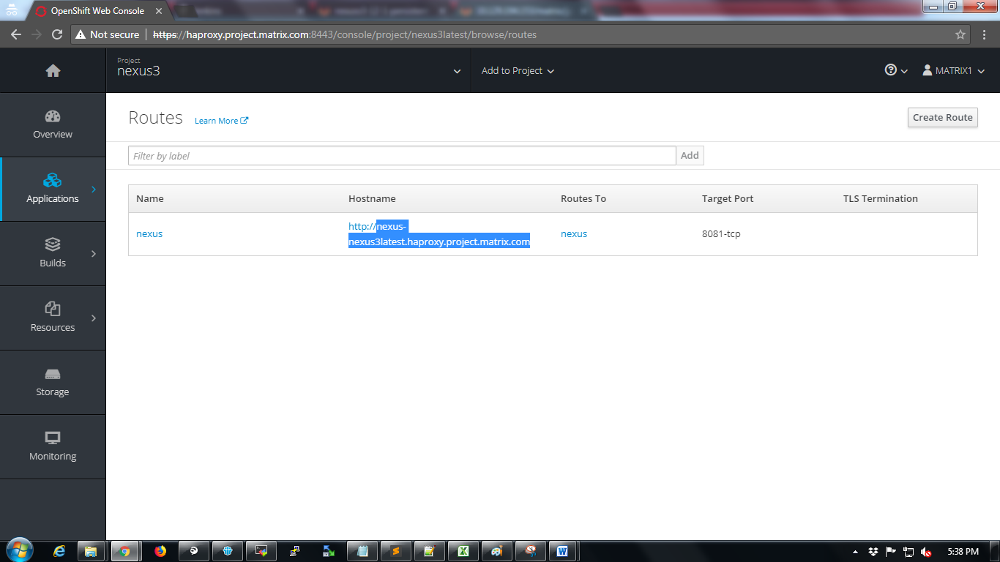 OpenShift Web Console
Not secure
https://haproxy.project.matrix.com:8443/console/project/nexus3latest/browse/routes
Project
nexus3
Add to Project
MATRIX1
Overview
Applications
Builds
Resources
Storage
Monitoring
Routes
Learn More
Create Route
Filter by label
Add
Name Hostname Routes To Target Port TLS Termination
nexus http://nexus- nexus 8081-tcp
nexus3latest.haproxy.project.matrix.com
5:38 PM